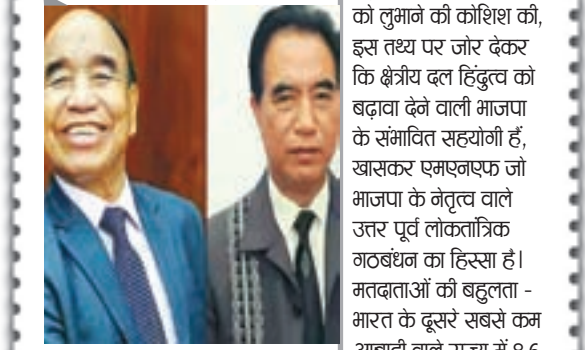 को लुभाने की कोशिश की,
इस तथ्य पर जोर देकर
कि क्षेत्रीय दल हिंदुत्व को
बढ़ावा देने वाली भाजपा
के संभावित सहयोगी हैं,
खासकर एमएनएफ जो
भाजपा के नेतृत्व वाले
उत्तर पूर्व लोकतांत्रिक
गठबंधन का हिस्सा है।
मतदाताओं की बहुलता -
भारत के दूसरे सबसे कम